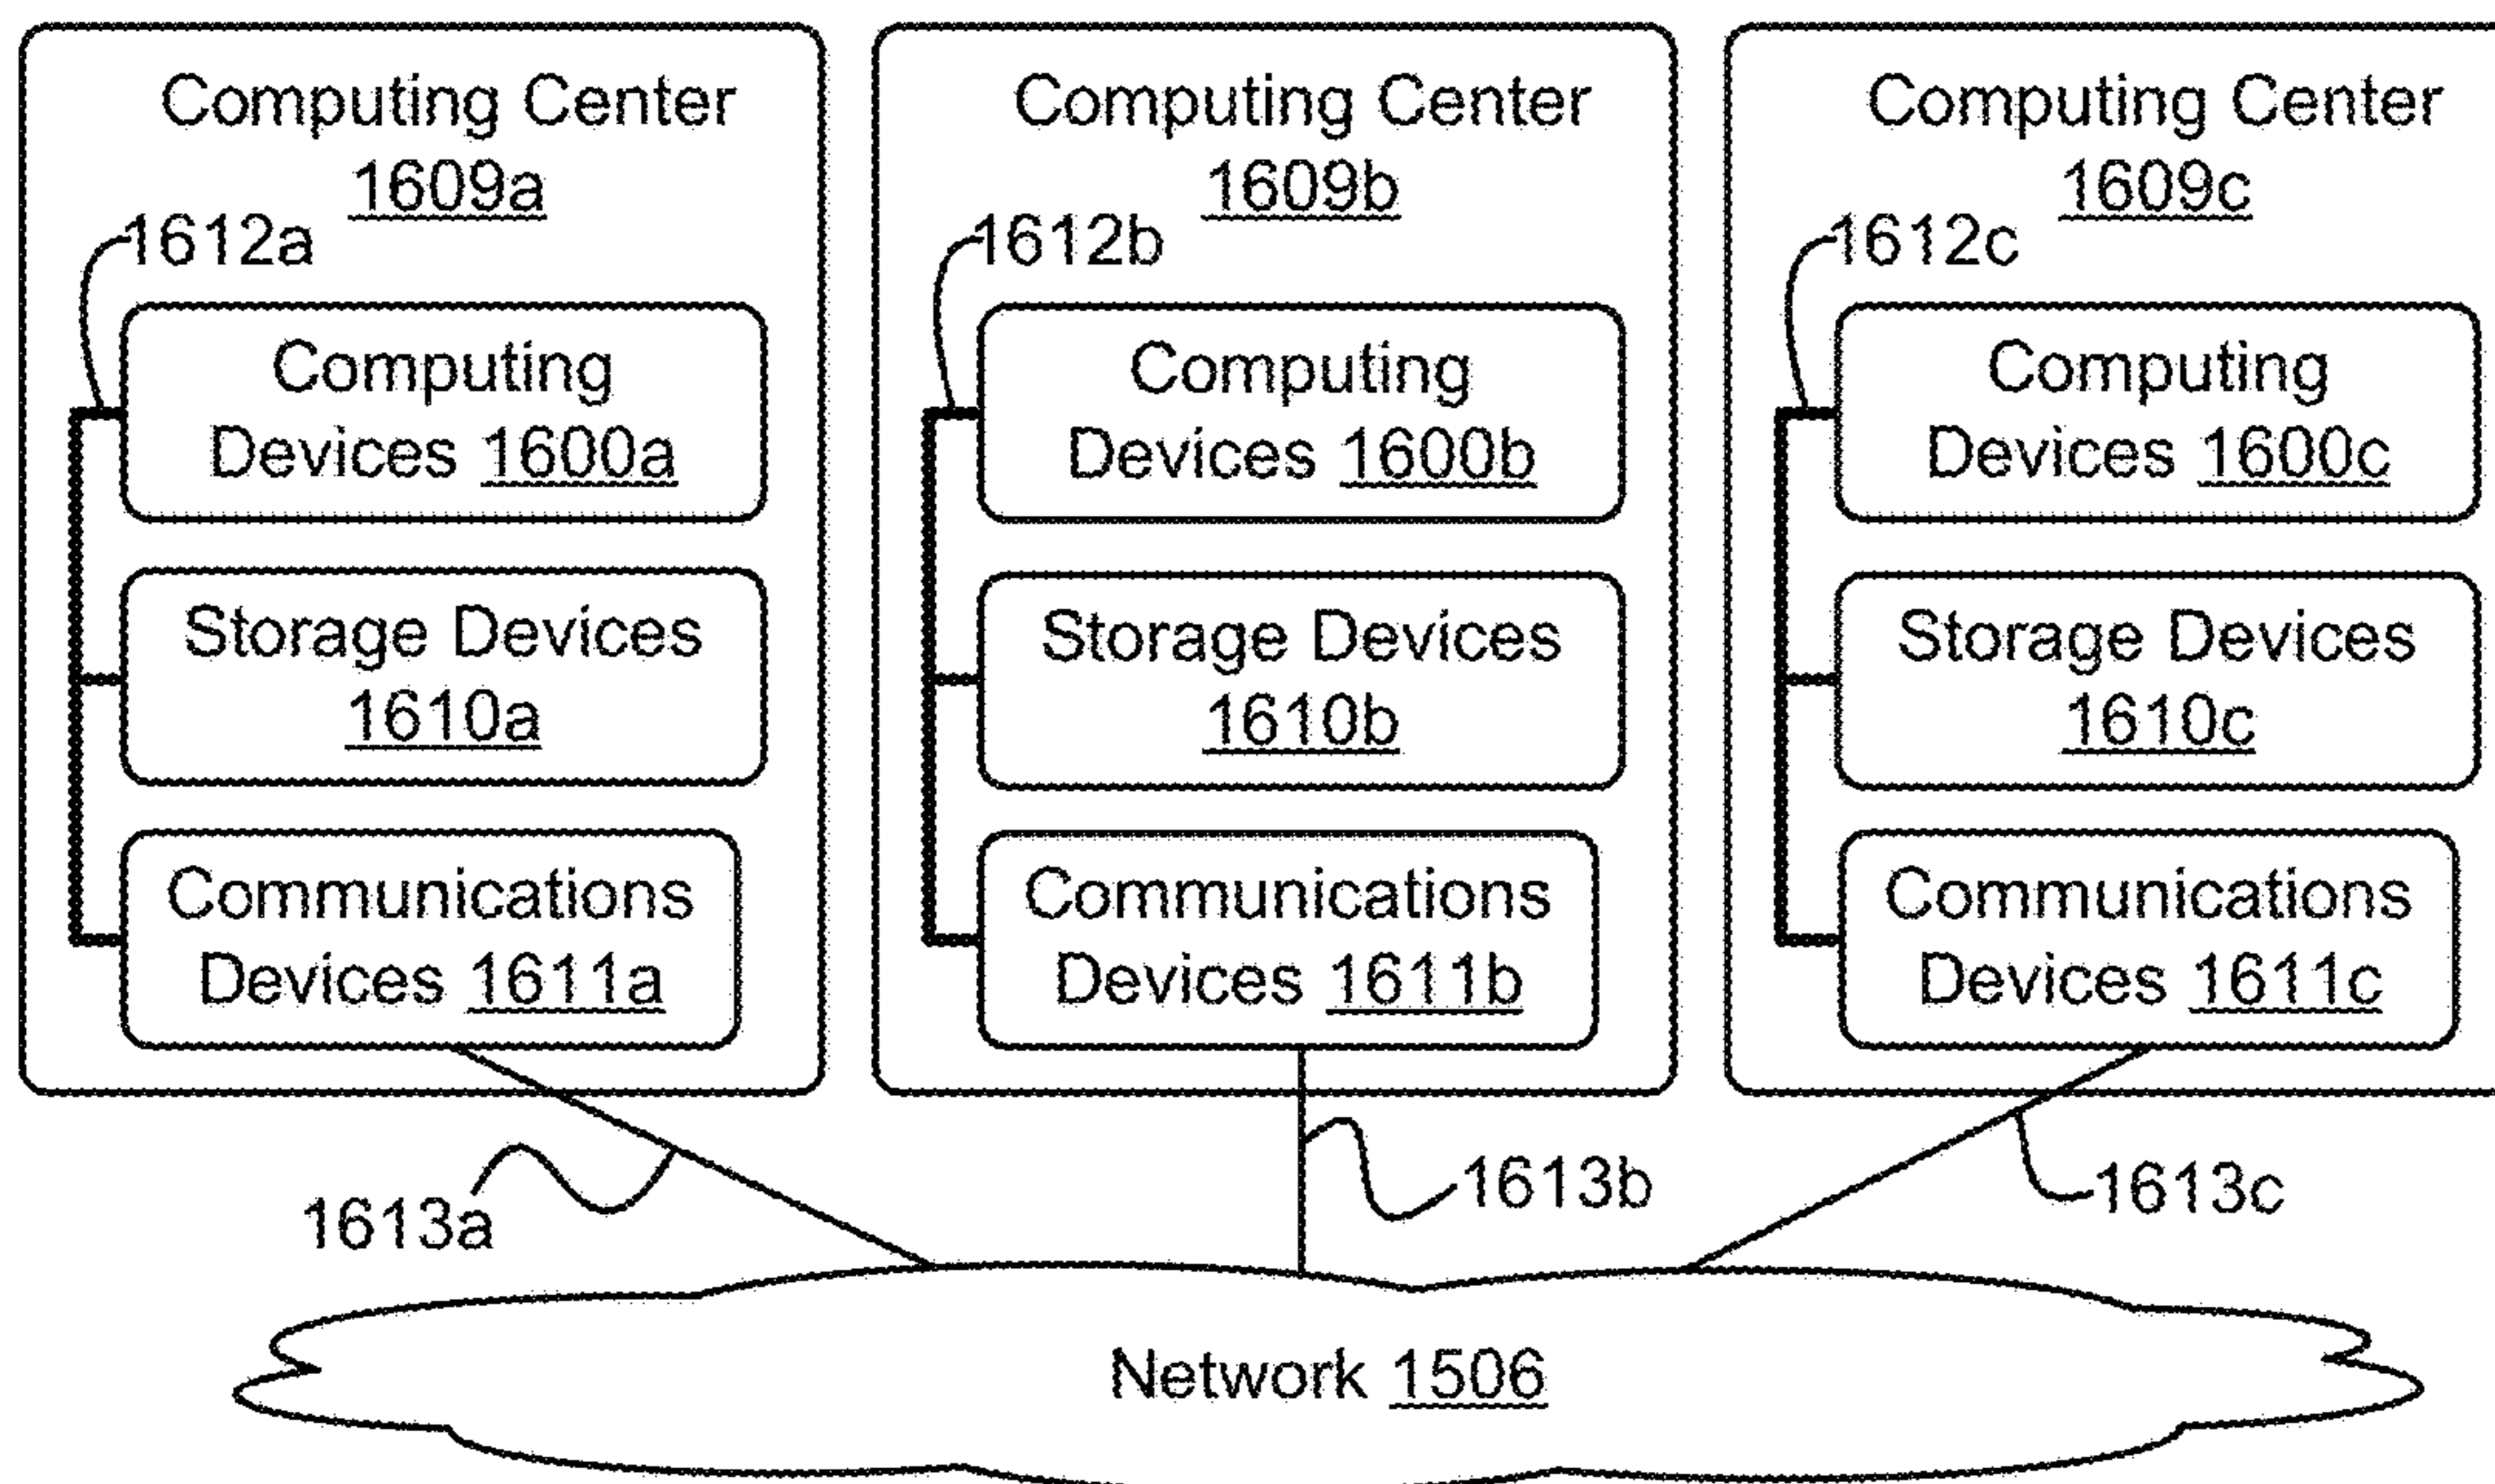 Computing Center
1609a
1612a
Computing
Devices 1600a
Storage Devices
1610a
Communications
Devices 1611a
Computing Center
1609b
1612b
Computing
Devices 1600b
Storage Devices
1610b
Communications
Devices 1611b
Computing Center
1609c
1612c
Computing
Devices 1600c
Storage Devices
1610c
Communications
Devices 1611c
1613a
1613b
1613c
Network 1506